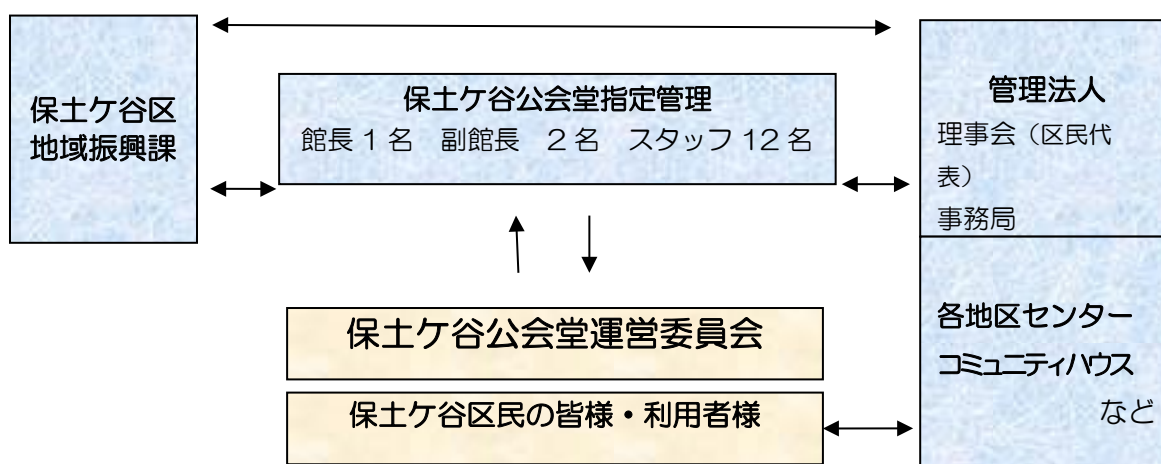 保土ケ谷区
地域振興課
保土ケ谷公会堂指定管理
館長 1 名　副館長　2 名　スタッフ 12 名
管理法人
理事会（区民代
表）
事務局
保土ケ谷公会堂運営委員会
保土ケ谷区民の皆様・利用者様
各地区センター
コミュニティハウス
など